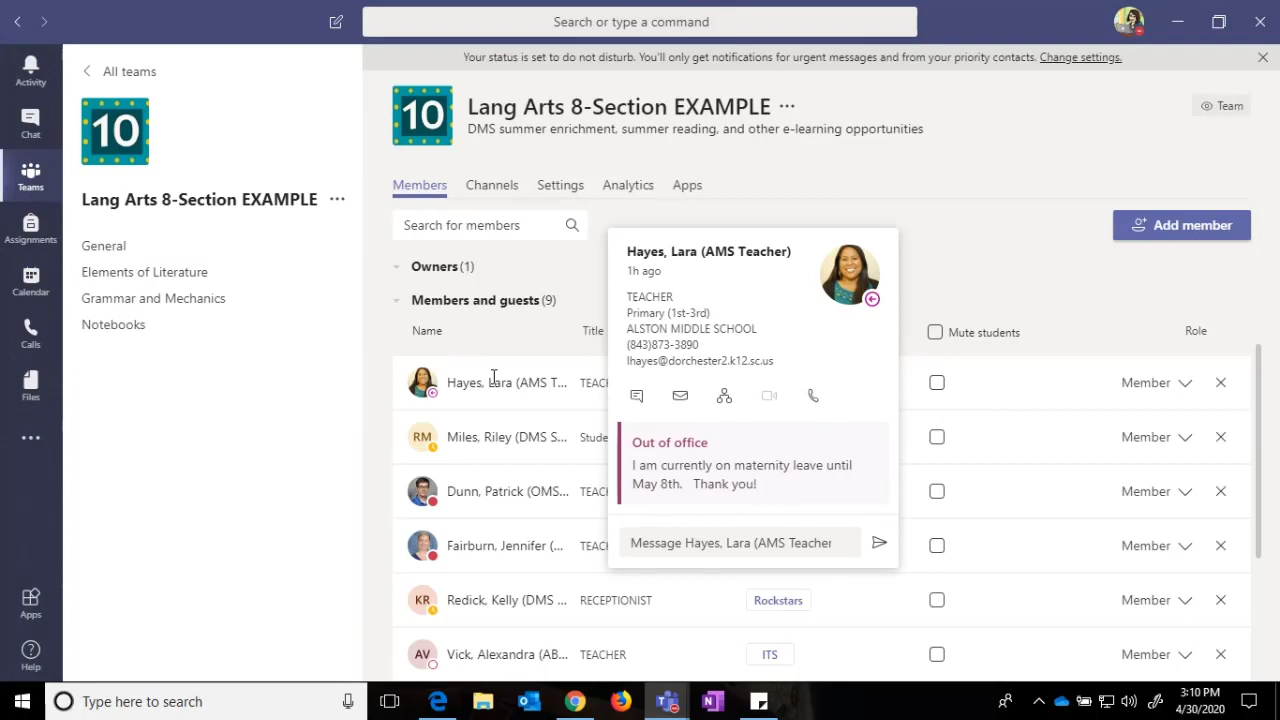 Search or type a command
Activity
Chat
Teams
Assignments
Calendar
Calls
Files
Apps
Help
All teams
10
Lang Arts 8-Section EXAMPLE ...
General
Elements of Literature
Grammar and Mechanics
Notebooks
Your status is set to do not disturb. You'll only get notifications for urgent messages and from your priority contacts. Change settings.
10
Lang Arts 8-Section EXAMPLE ...
Team
DMS summer enrichment, summer reading, and other e-learning opportunities
Members Channels Settings Analytics Apps
Search for members
Add member
Owners (1)
Members and guests (9)
Name Title Mute students Role
Hayes, Lara (AMS T... TEAC Member
RM Miles, Riley (DMS S... Stude Member
Dunn, Patrick (OMS... TEAC Member
Fairburn, Jennifer (... TEAC Member
KR Redick, Kelly (DMS ... RECEPTIONIST Rockstars Member
AV Vick, Alexandra (AB... TEACHER ITS Member
Hayes, Lara (AMS Teacher)
1h ago
TEACHER
Primary (1st-3rd)
ALSTON MIDDLE SCHOOL
(843)873-3890
lhayes@dorchester2.k12.sc.us
Out of office
I am currently on maternity leave until
May 8th. Thank you!
Message Hayes, Lara (AMS Teacher
Type here to search
3:10 PM
4/30/2020